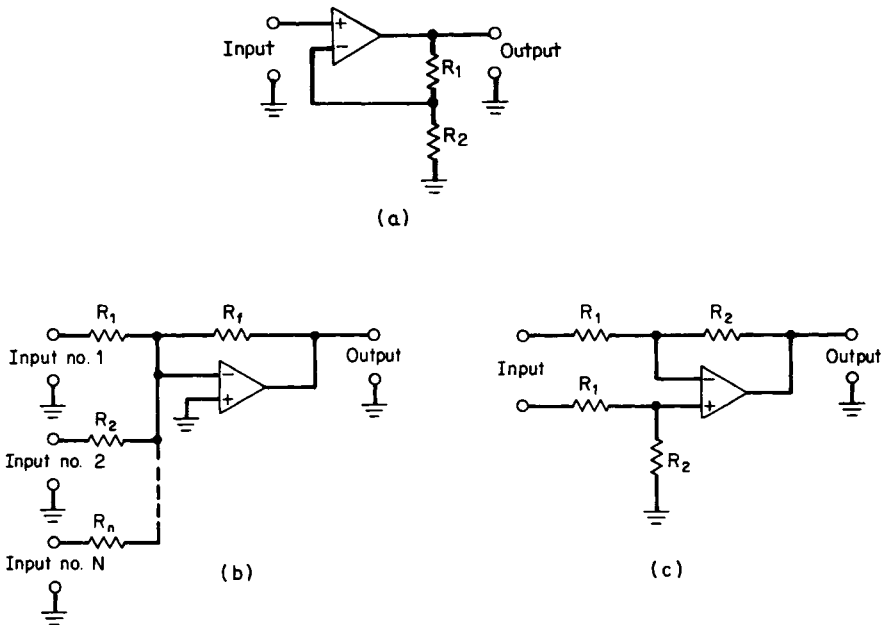 +
Input
−
Output
R1
R2
(a)
R1
Rf
Input no. 1
−
+
Output
R2
Input no. 2
Rn
Input no. N
(b)
R1
R2
Input
R1
−
+
Output
R2
(c)